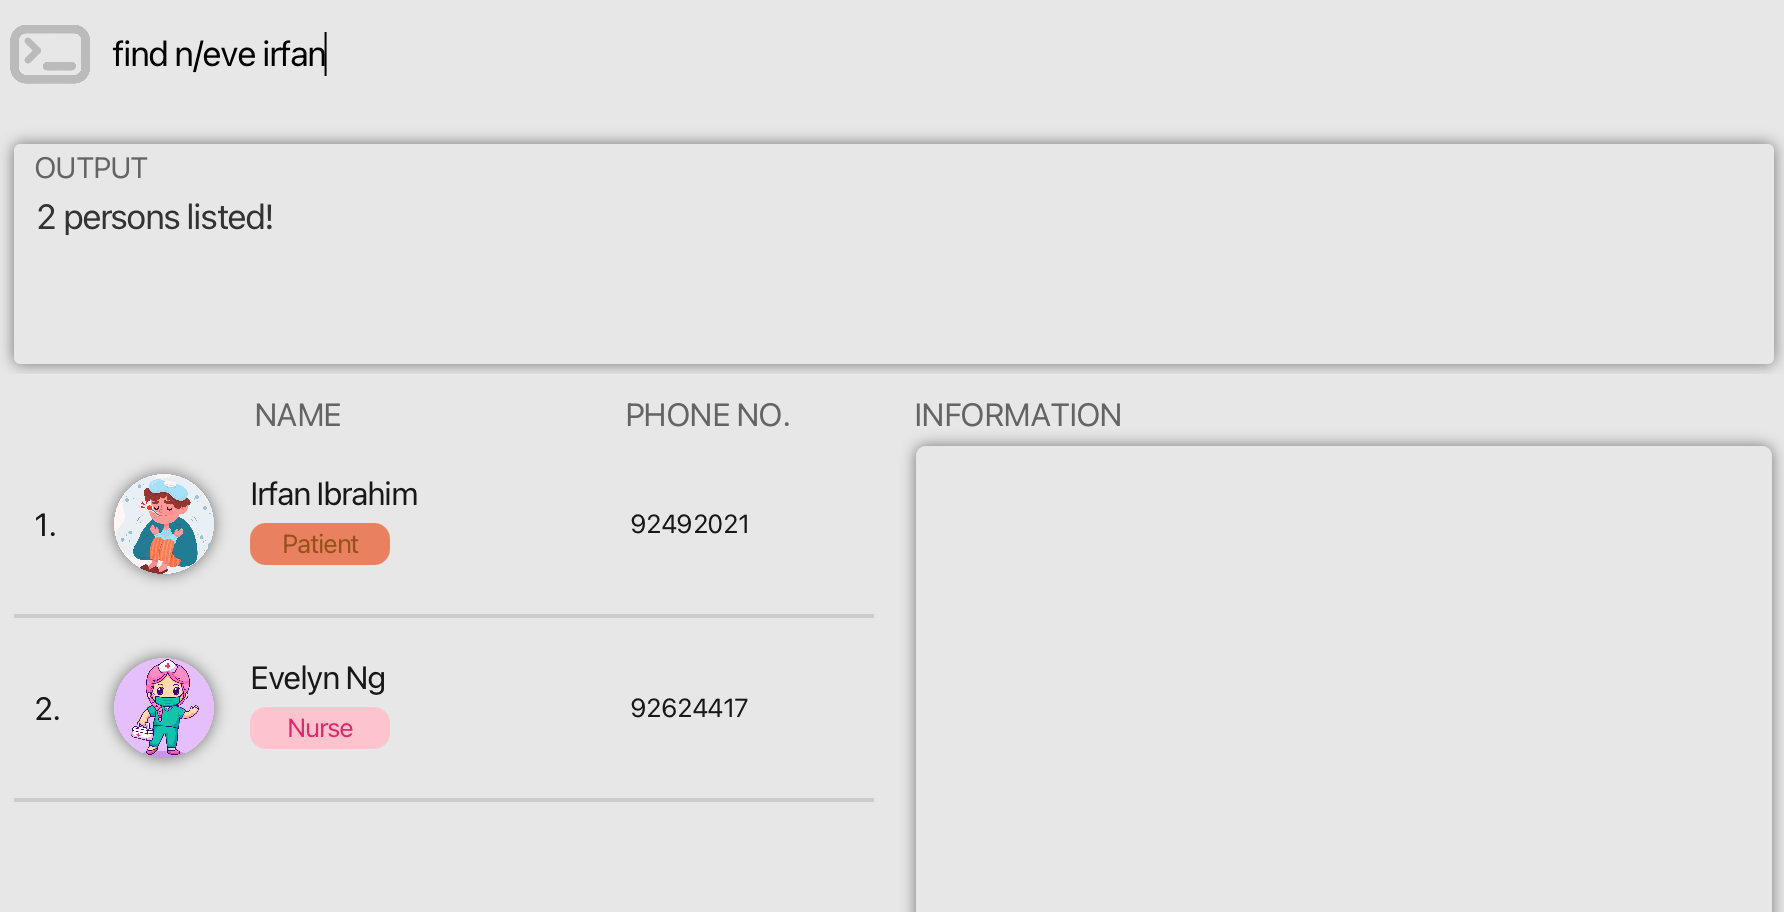 find n/eve irfan
OUTPUT
2 persons listed!
NAME PHONE NO. INFORMATION
1. Irfan Ibrahim 92492021
Patient
2. Evelyn Ng 92624417
Nurse